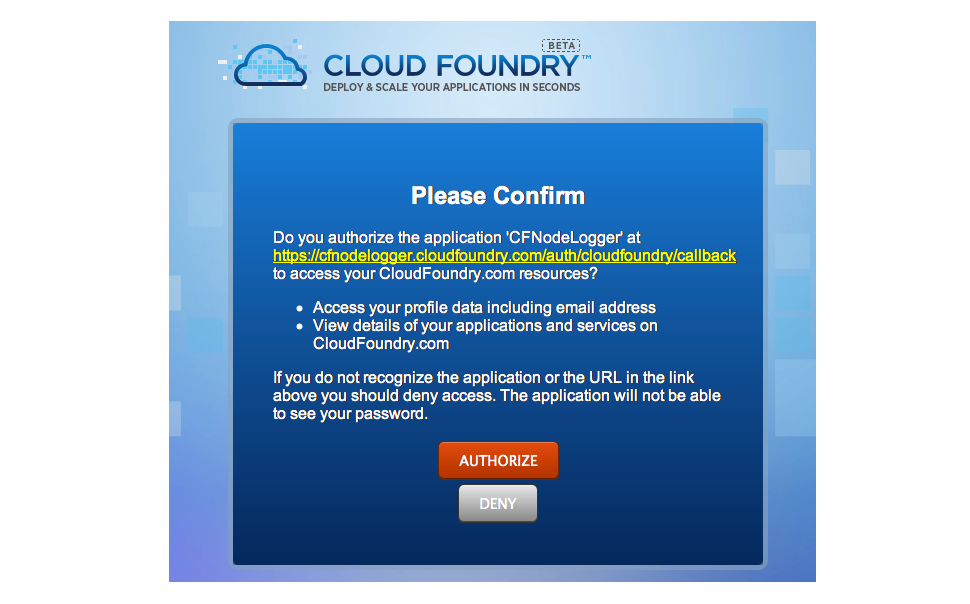 BETA
CLOUD FOUNDRY™
DEPLOY & SCALE YOUR APPLICATIONS IN SECONDS
Please Confirm
Do you authorize the application 'CFNodeLogger' at
https://cfnodelogger.cloudfoundry.com/auth/cloudfoundry/callback
to access your CloudFoundry.com resources?
• Access your profile data including email address
• View details of your applications and services on
CloudFoundry.com
If you do not recognize the application or the URL in the link
above you should deny access. The application will not be able
to see your password.
AUTHORIZE
DENY